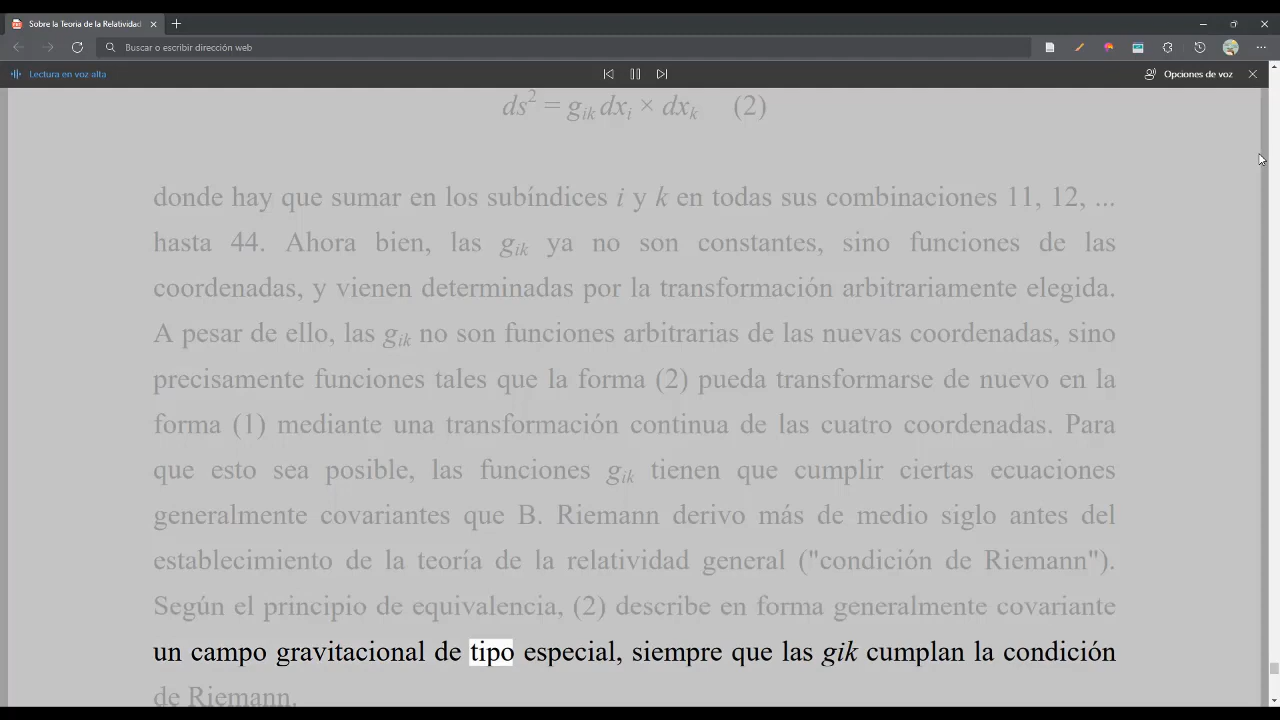 Sobre la Teoria de la Relatividad
Buscar o escribir dirección web
Lectura en voz alta
Opciones de voz
ds² = gik dxi × dxk (2)
donde hay que sumar en los subíndices i y k en todas sus combinaciones 11, 12, ...
hasta 44. Ahora bien, las gik ya no son constantes, sino funciones de las
coordenadas, y vienen determinadas por la transformación arbitrariamente elegida.
A pesar de ello, las gik no son funciones arbitrarias de las nuevas coordenadas, sino
precisamente funciones tales que la forma (2) pueda transformarse de nuevo en la
forma (1) mediante una transformación continua de las cuatro coordenadas. Para
que esto sea posible, las funciones gik tienen que cumplir ciertas ecuaciones
generalmente covariantes que B. Riemann derivo más de medio siglo antes del
establecimiento de la teoría de la relatividad general ("condición de Riemann").
Según el principio de equivalencia, (2) describe en forma generalmente covariante
un campo gravitacional de tipo especial, siempre que las gik cumplan la condición
de Riemann.